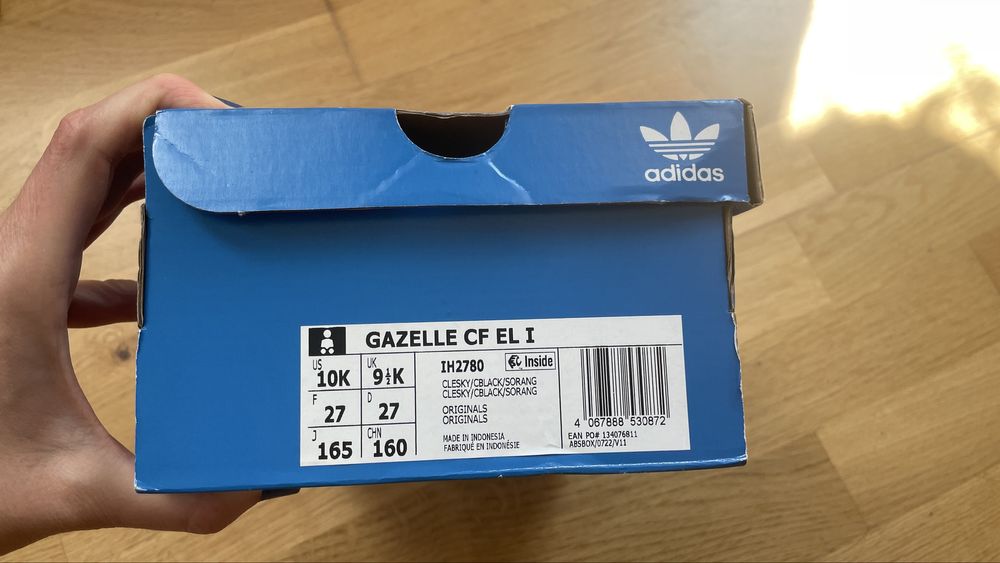 adidas
GAZELLE CF EL I
US
10K
UK
9½K
F
27
D
27
J
165
CHN
160
IH2780
Inside
CLESKY/CBLACK/SORANG
CLESKY/CBLACK/SORANG
ORIGINALS
ORIGINALS
MADE IN INDONESIA
FABRIQUÉ EN INDONÉSIE
4 067888 530872
EAN PO# 134076811
ABSBOX/0722/V11